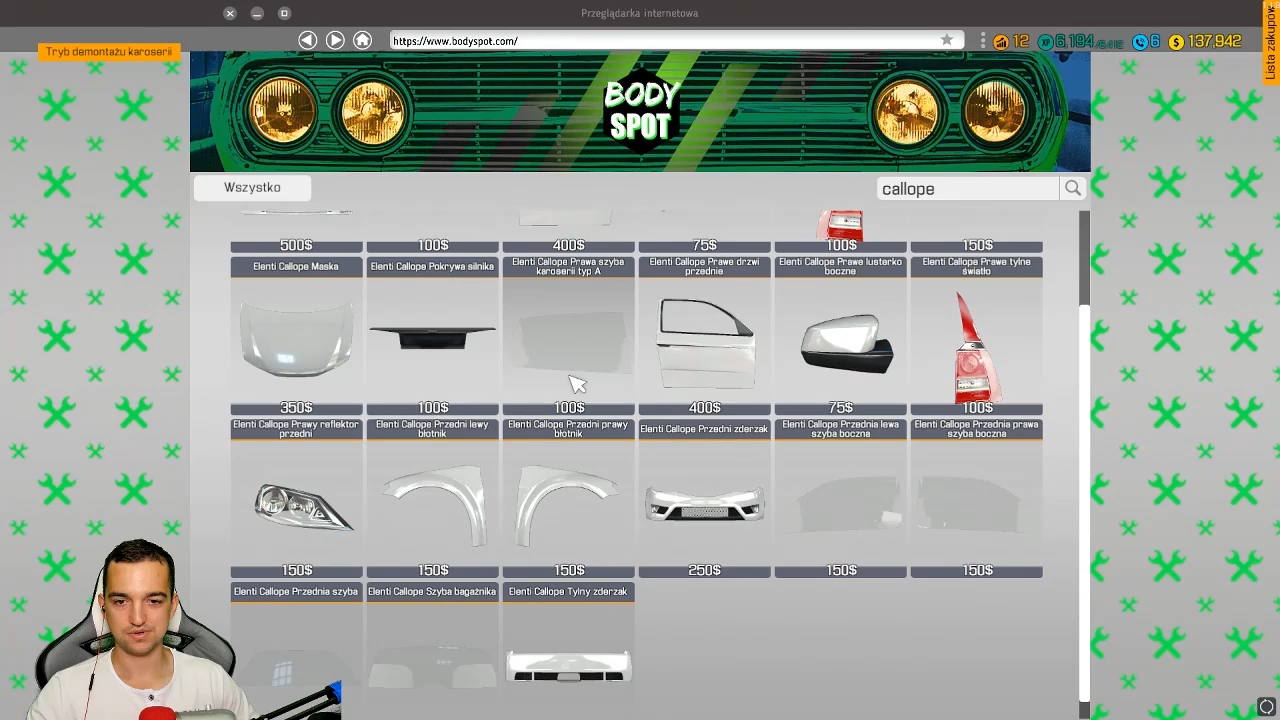 Przeglądarka internetowa
Tryb demontażu karoserii
https://www.bodyspot.com/
12
6,194
6
$ 137,942
Lista zakupów
BODY
SPOT
Wszystko
callope
500$ 100$ 400$ 75$ 100$ 150$
Elenti Callope Maska
Elenti Callope Pokrywa silnika
Elenti Callope Prawa szyba
karoserii typ A
Elenti Callope Prawe drzwi
przednie
Elenti Callope Prawe lusterko
boczne
Elenti Callope Prawe tylne
światło
350$ 100$ 100$ 400$ 75$ 100$
Elenti Callope Prawy reflektor
przedni
Elenti Callope Przedni lewy
błotnik
Elenti Callope Przedni prawy
błotnik
Elenti Callope Przedni zderzak
Elenti Callope Przednia lewa
szyba boczna
Elenti Callope Przednia prawa
szyba boczna
150$ 150$ 150$ 250$ 150$ 150$
Elenti Callope Przednia szyba
Elenti Callope Szyba bagażnika
Elenti Callope Tylny zderzak